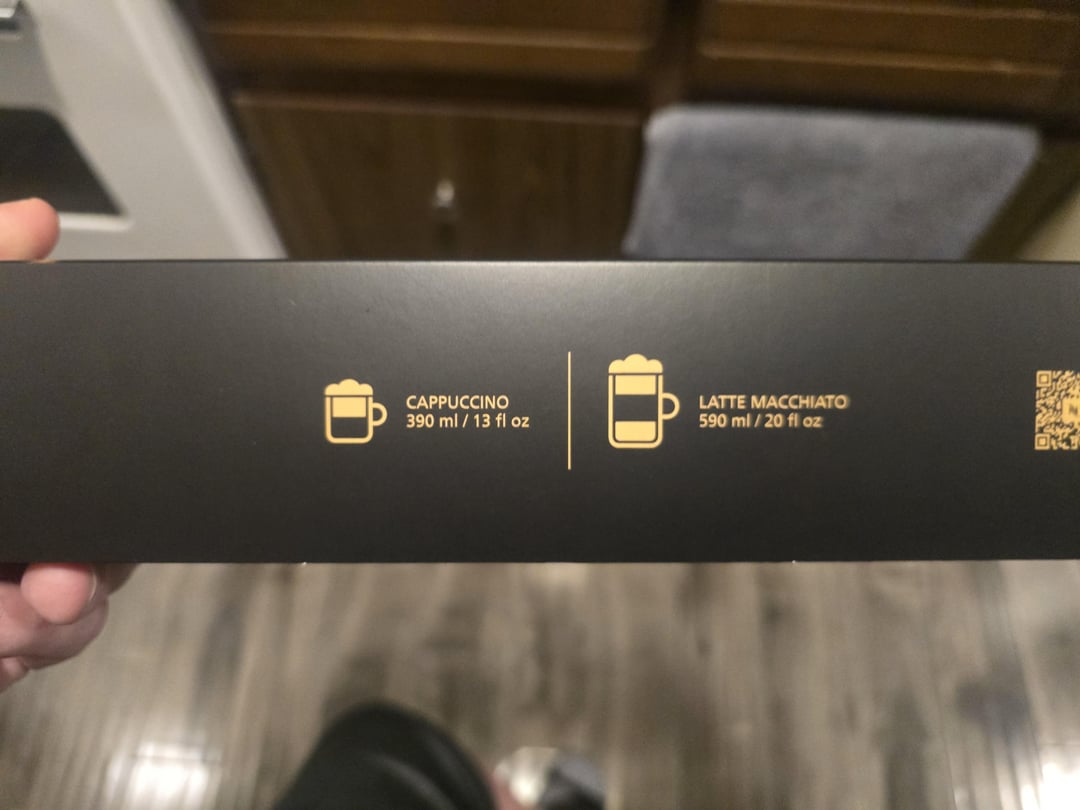 CAPPUCCINO
390 ml / 13 fl oz
LATTE MACCHIATO
590 ml / 20 fl oz